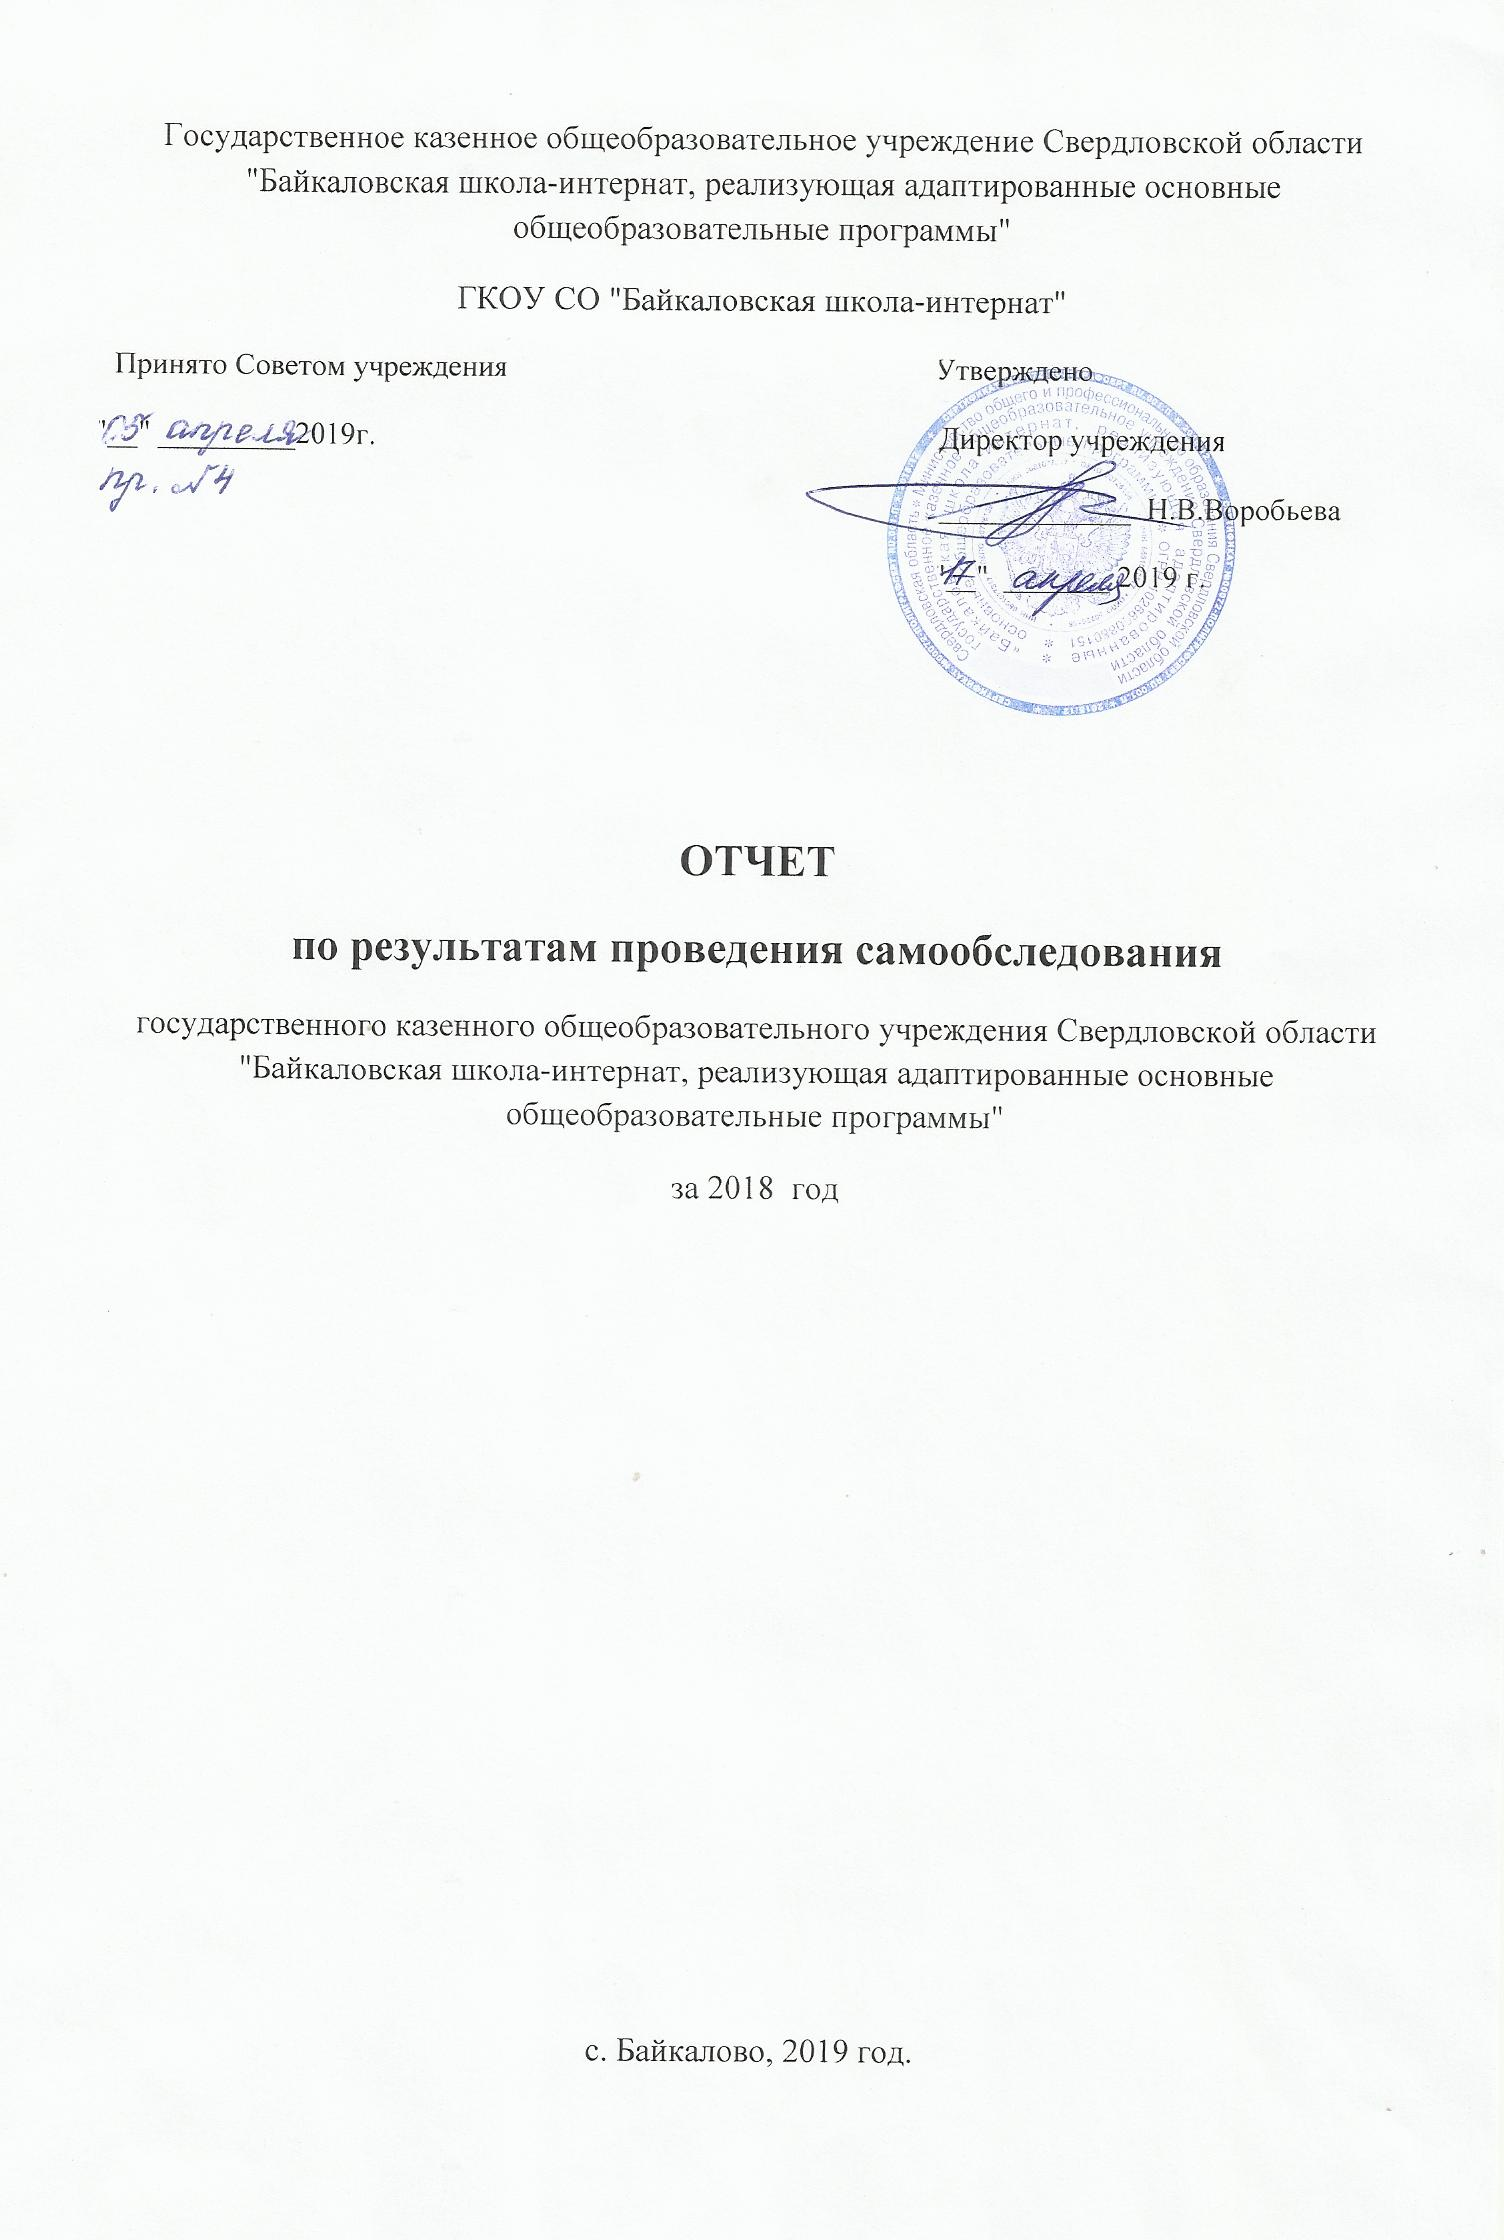 Государственное казенное общеобразовательное учреждение Свердловской области
"Байкаловская школа-интернат, реализующая адаптированные основные
общеобразовательные программы"
ГКОУ СО "Байкаловская школа-интернат"
Принято Советом учреждения
"05" апреля 2019г.
пр. №4
Утверждено
Директор учреждения
Н.В.Воробьева
"17" апреля 2019 г.
ОТЧЕТ
по результатам проведения самообследования
государственного казенного общеобразовательного учреждения Свердловской области
"Байкаловская школа-интернат, реализующая адаптированные основные
общеобразовательные программы"
за 2018 год
с. Байкалово, 2019 год.